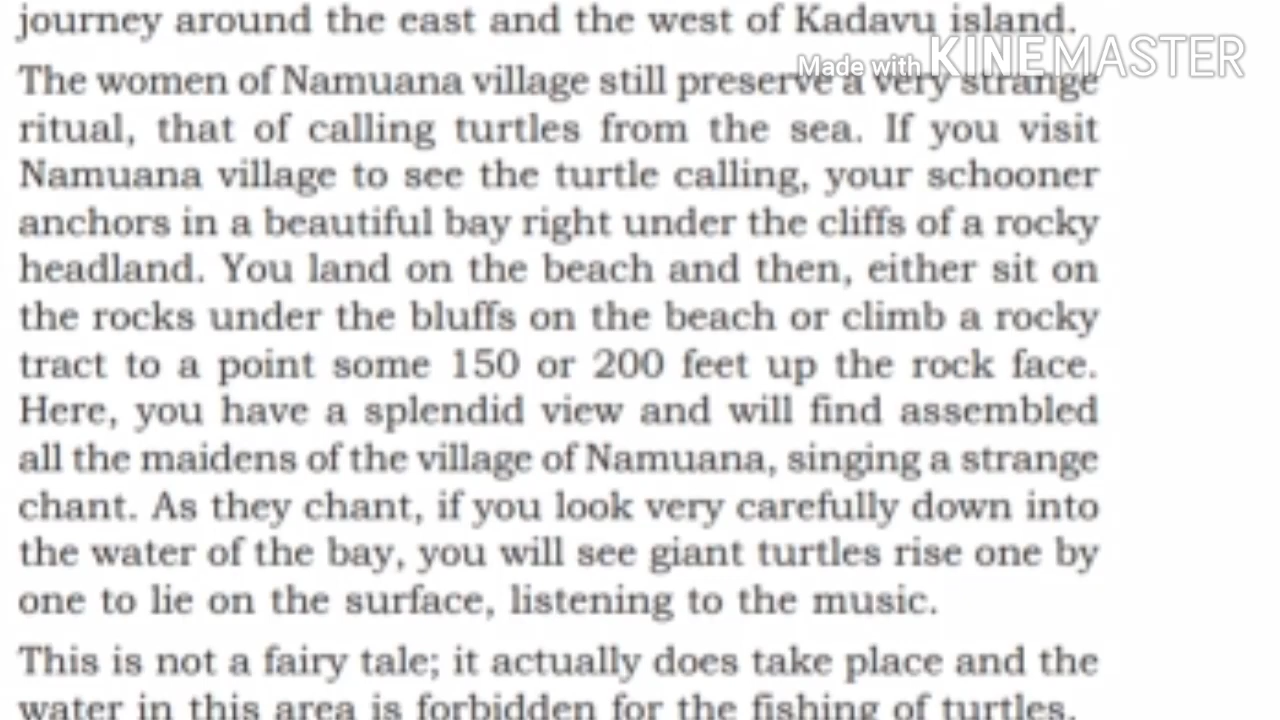 journey around the east and the west of Kadavu island.
Made with KINEMASTER
The women of Namuana village still preserve a very strange
ritual, that of calling turtles from the sea. If you visit
Namuana village to see the turtle calling, your schooner
anchors in a beautiful bay right under the cliffs of a rocky
headland. You land on the beach and then, either sit on
the rocks under the bluffs on the beach or climb a rocky
tract to a point some 150 or 200 feet up the rock face.
Here, you have a splendid view and will find assembled
all the maidens of the village of Namuana, singing a strange
chant. As they chant, if you look very carefully down into
the water of the bay, you will see giant turtles rise one by
one to lie on the surface, listening to the music.
This is not a fairy tale; it actually does take place and the
water in this area is forbidden for the fishing of turtles.